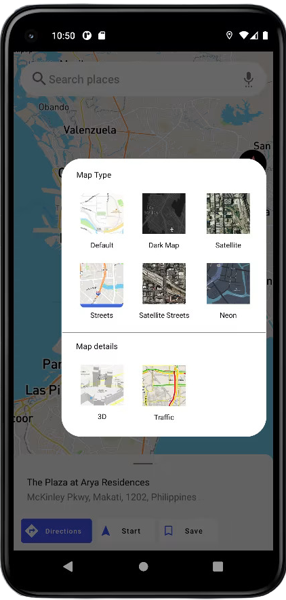 10:50
Search places
Obando
Valenzuela
San
Map Type
Default
Dark Map
Satellite
Streets
Satellite Streets
Neon
Map details
3D
Traffic
Las Pi
coor
The Plaza at Arya Residences
McKinley Pkwy, Makati, 1202, Philippines
Directions
Start
Save